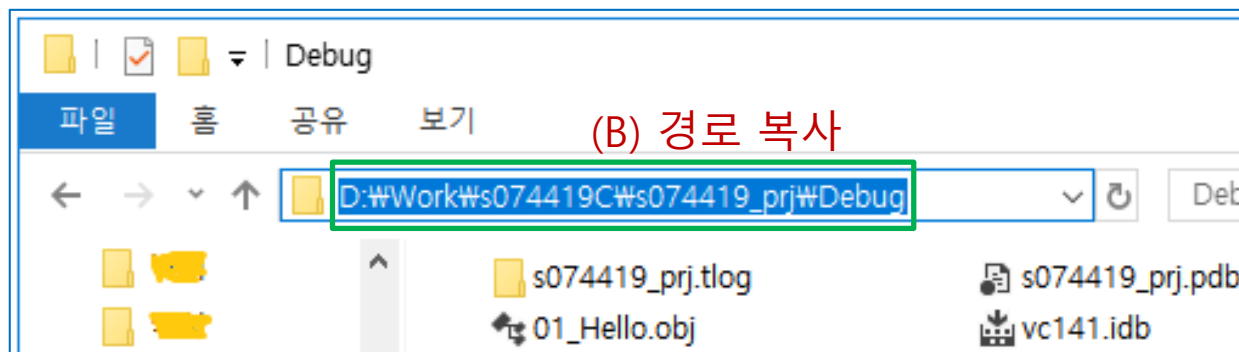 Debug
파일 홈 공유 보기
(B) 경로 복사
D:₩Work₩s074419C₩s074419_prj₩Debug
Deb
s074419_prj.tlog s074419_prj.pdb
01_Hello.obj vc141.idb